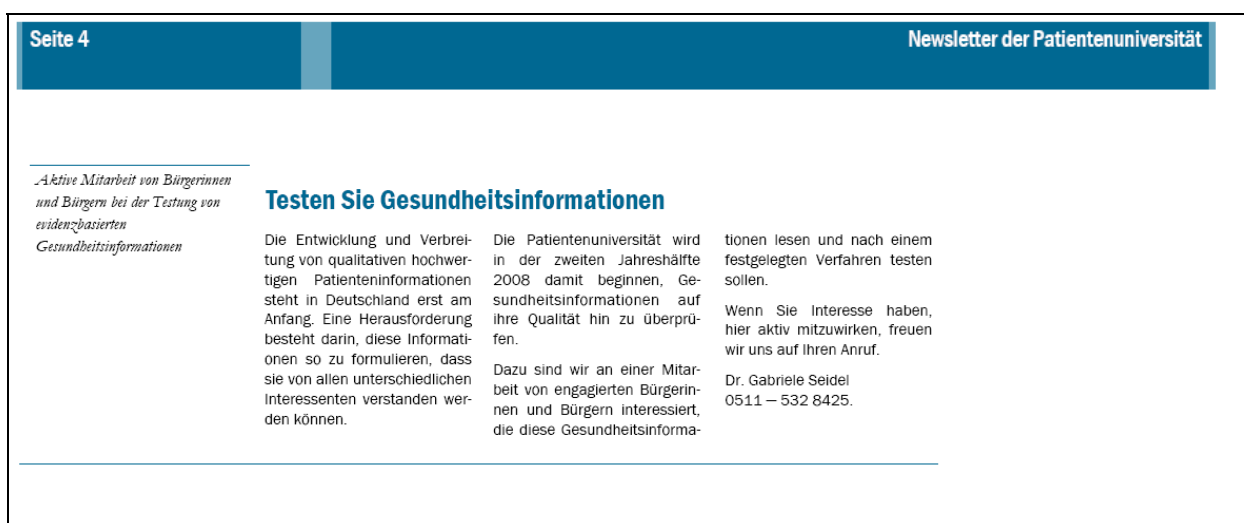 Seite 4
Newsletter der Patientenuniversität
Aktive Mitarbeit von Bürgerinnen
und Bürgern bei der Testung von
evidenzbasierten
Gesundheitsinformationen
Testen Sie Gesundheitsinformationen
Die Entwicklung und Verbrei-
tung von qualitativen hochwer-
tigen Patienteninformationen
steht in Deutschland erst am
Anfang. Eine Herausforderung
besteht darin, diese Informati-
onen so zu formulieren, dass
sie von allen unterschiedlichen
Interessenten verstanden wer-
den können.
Die Patientenuniversität wird
in der zweiten Jahreshälfte
2008 damit beginnen, Ge-
sundheitsinformationen auf
ihre Qualität hin zu überprü-
fen.
Dazu sind wir an einer Mitar-
beit von engagierten Bürgerin-
nen und Bürgern interessiert,
die diese Gesundheitsinforma-
tionen lesen und nach einem
festgelegten Verfahren testen
sollen.
Wenn Sie Interesse haben,
hier aktiv mitzuwirken, freuen
wir uns auf Ihren Anruf.
Dr. Gabriele Seidel
0511 — 532 8425.